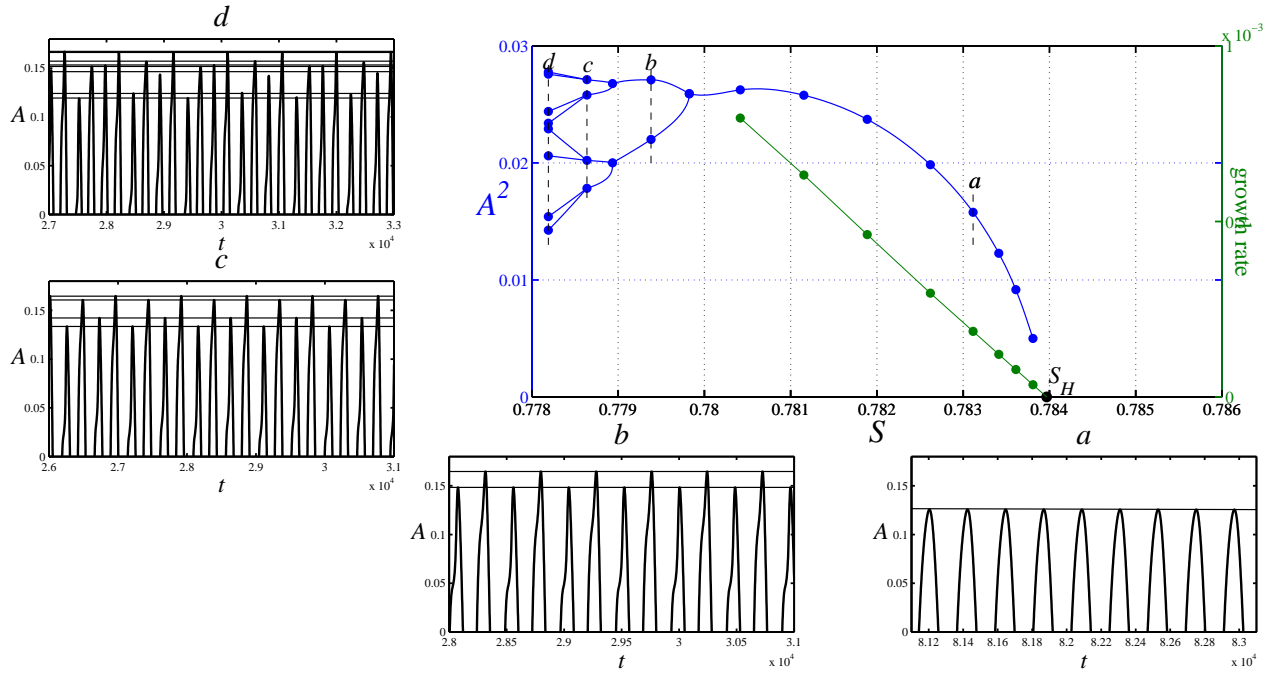 d
0.15
0.1
0.05
0
A
2.7 2.8 2.9 3 3.1 3.2 3.3
t
x 10^4
c
0.15
0.1
0.05
0
A
2.6 2.7 2.8 2.9 3 3.1
t
x 10^4
0.03
0.02
0.01
0
A^2
d c b a
x 10^-3
1
0.5
0
growth rate
S_H
0.778 0.779 0.78 0.781 0.782 0.783 0.784 0.785 0.786
S
b
0.15
0.1
0.05
0
A
2.8 2.85 2.9 2.95 3 3.05 3.1
t
x 10^4
a
0.15
0.1
0.05
0
A
8.12 8.14 8.16 8.18 8.2 8.22 8.24 8.26 8.28 8.3
t
x 10^4